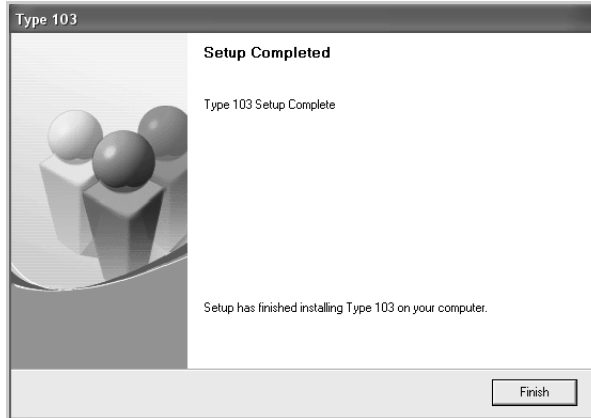 Type 103
Setup Completed
Type 103 Setup Complete
Setup has finished installing Type 103 on your computer.
Finish